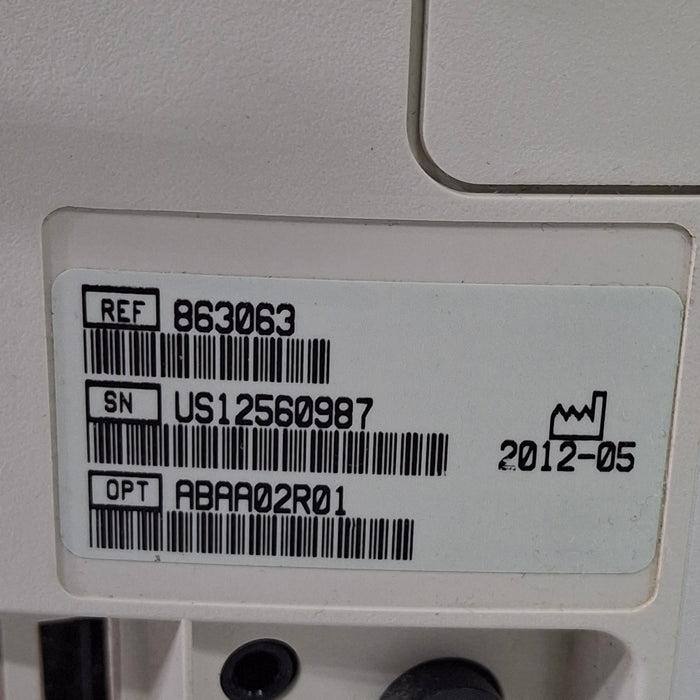 REF 863063
SN US12560987
2012-05
OPT ABAA02R01